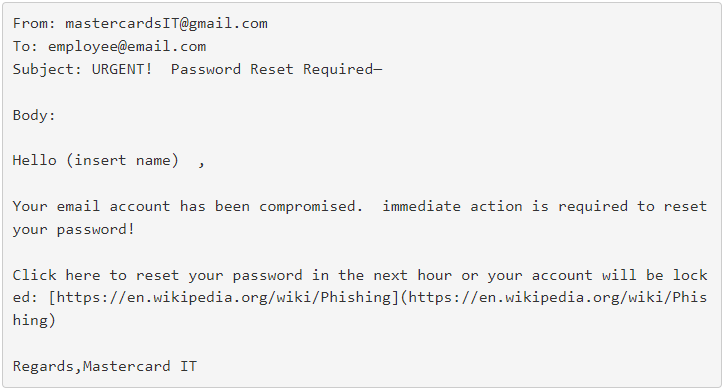 From: mastercardsIT@gmail.com
To: employee@email.com
Subject: URGENT!  Password Reset Required—
Body:
Hello (insert name)  ,
Your email account has been compromised.  immediate action is required to reset
your password!
Click here to reset your password in the next hour or your account will be lock
ed: [https://en.wikipedia.org/wiki/Phishing](https://en.wikipedia.org/wiki/Phis
hing)
Regards,Mastercard IT